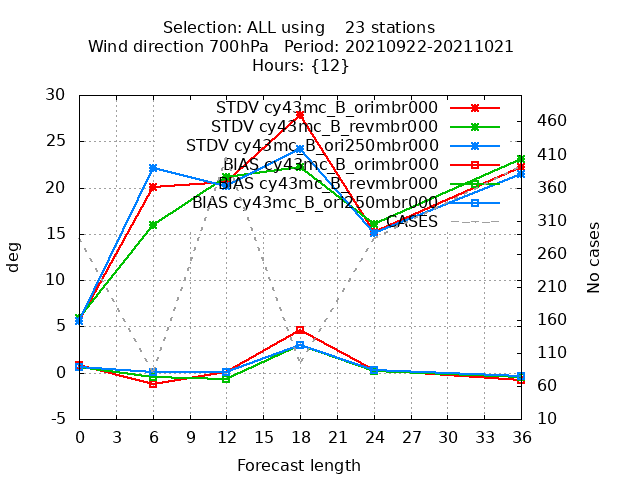 Selection: ALL using    23 stations
Wind direction 700hPa   Period: 20210922-20211021
Hours: {12}
30
25
20
15
10
5
0
-5
deg
STDV cy43mc_B_orimbr000
STDV cy43mc_B_revmbr000
STDV cy43mc_B_ori250mbr000
BIAS cy43mc_B_orimbr000
BIAS cy43mc_B_revmbr000
BIAS cy43mc_B_ori250mbr000
CASES
460
410
360
310
260
210
160
110
60
10
No cases
0 3 6 9 12 15 18 21 24 27 30 33 36
Forecast length